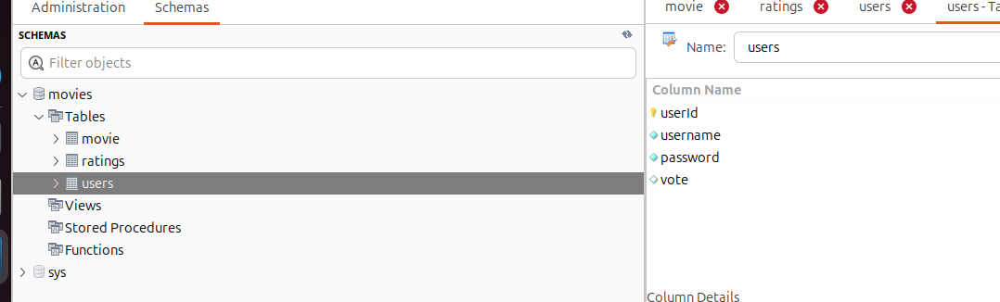 Administration
Schemas
movie
ratings
users
users - Ta
SCHEMAS
Filter objects
Name:
users
movies
Tables
movie
ratings
users
Views
Stored Procedures
Functions
sys
Column Name
userId
username
password
vote
Column Details